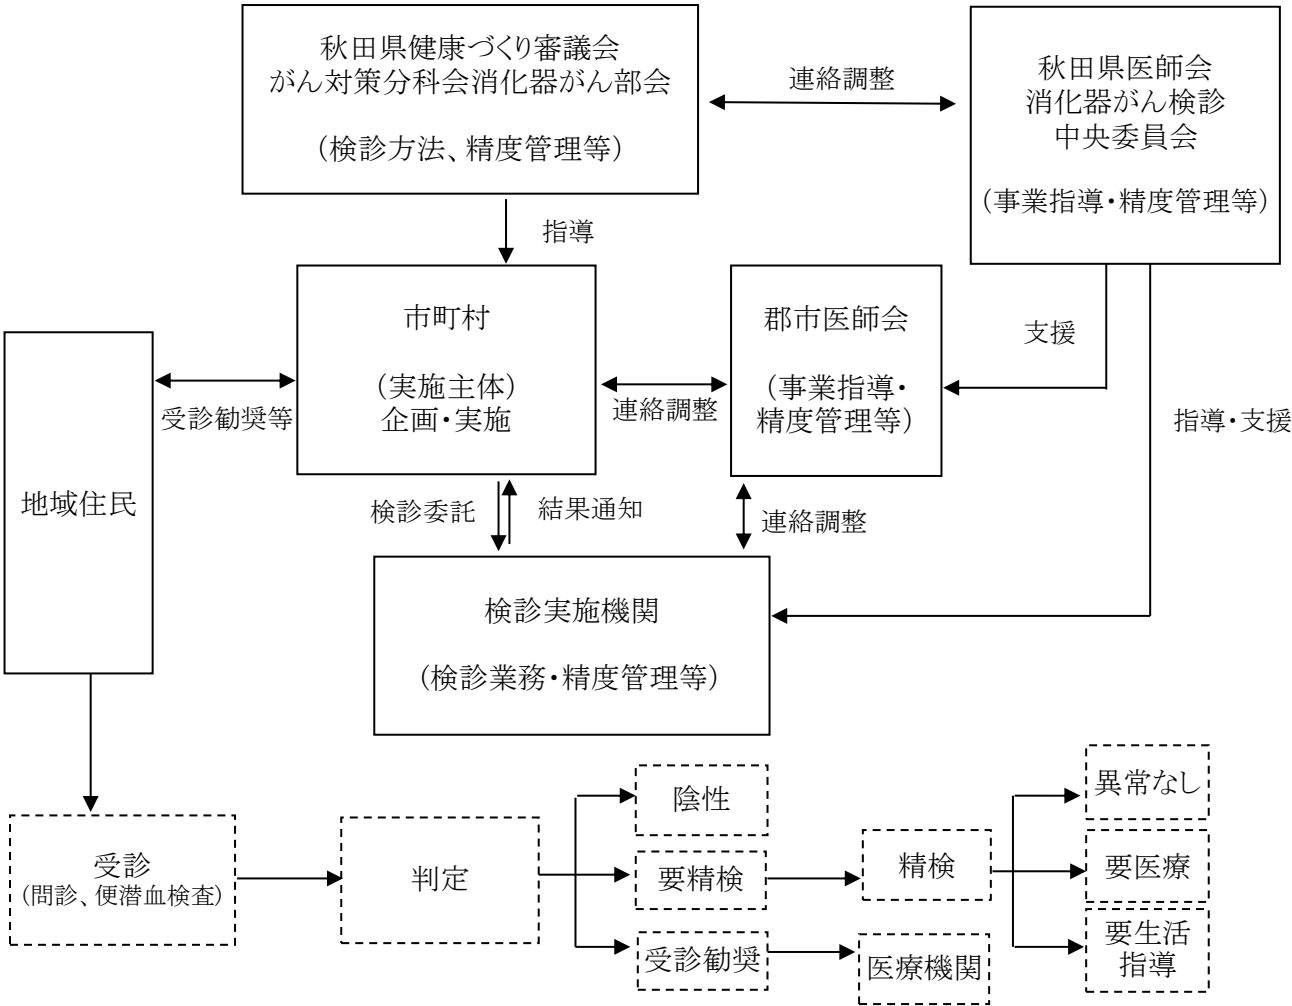 秋田県健康づくり審議会
がん対策分科会消化器がん部会
（検診方法、精度管理等）
連絡調整
秋田県医師会
消化器がん検診
中央委員会
（事業指導・精度管理等）
指導
市町村
（実施主体）
企画・実施
郡市医師会
（事業指導・
精度管理等）
支援
指導・支援
受診勧奨等
連絡調整
地域住民
検診委託
結果通知
連絡調整
検診実施機関
（検診業務・精度管理等）
受診
（問診、便潜血検査）
判定
陰性
要精検
受診勧奨
精検
医療機関
異常なし
要医療
要生活
指導